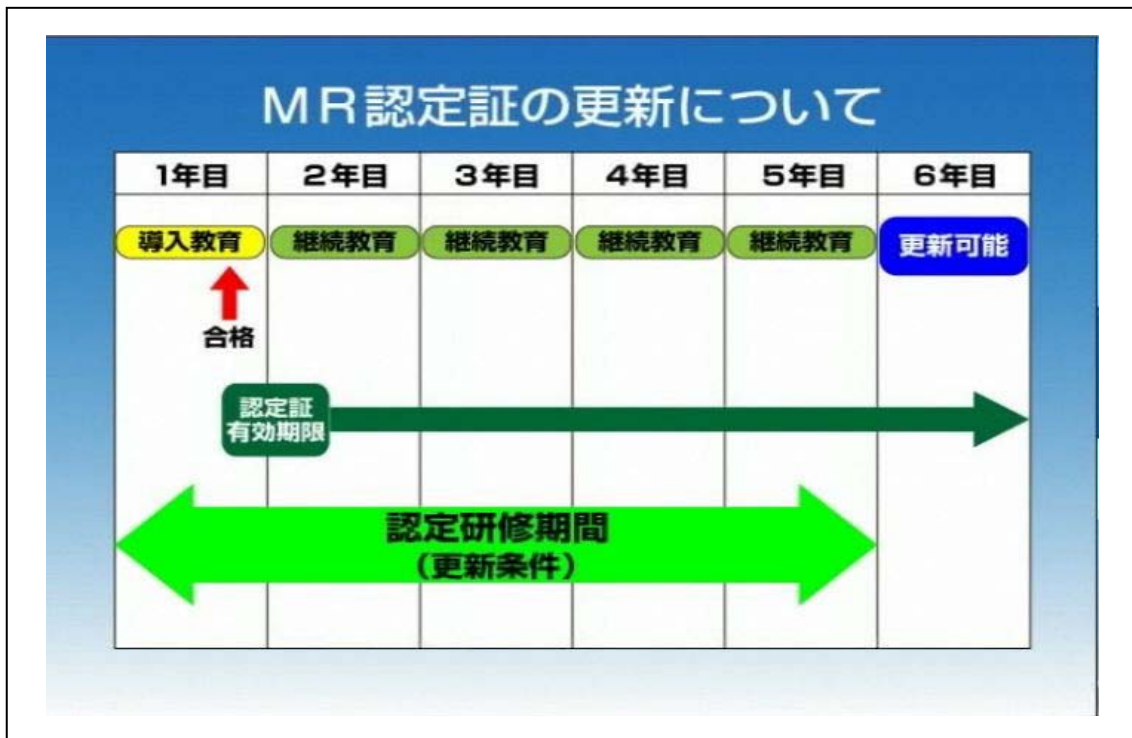 MR認定証の更新について
1年目 2年目 3年目 4年目 5年目 6年目
導入教育 継続教育 継続教育 継続教育 継続教育 更新可能
合格
認定証
有効期限
認定研修期間
(更新条件)